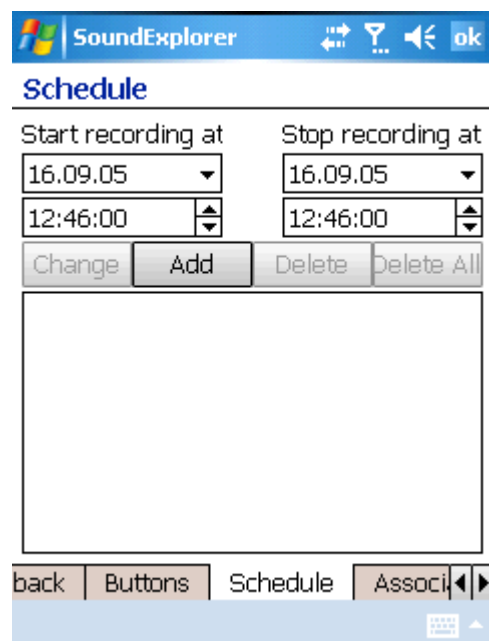 SoundExplorer ok
Schedule
Start recording at Stop recording at
16.09.05 16.09.05
12:46:00 12:46:00
Change Add Delete Delete All
back Buttons Schedule Associ